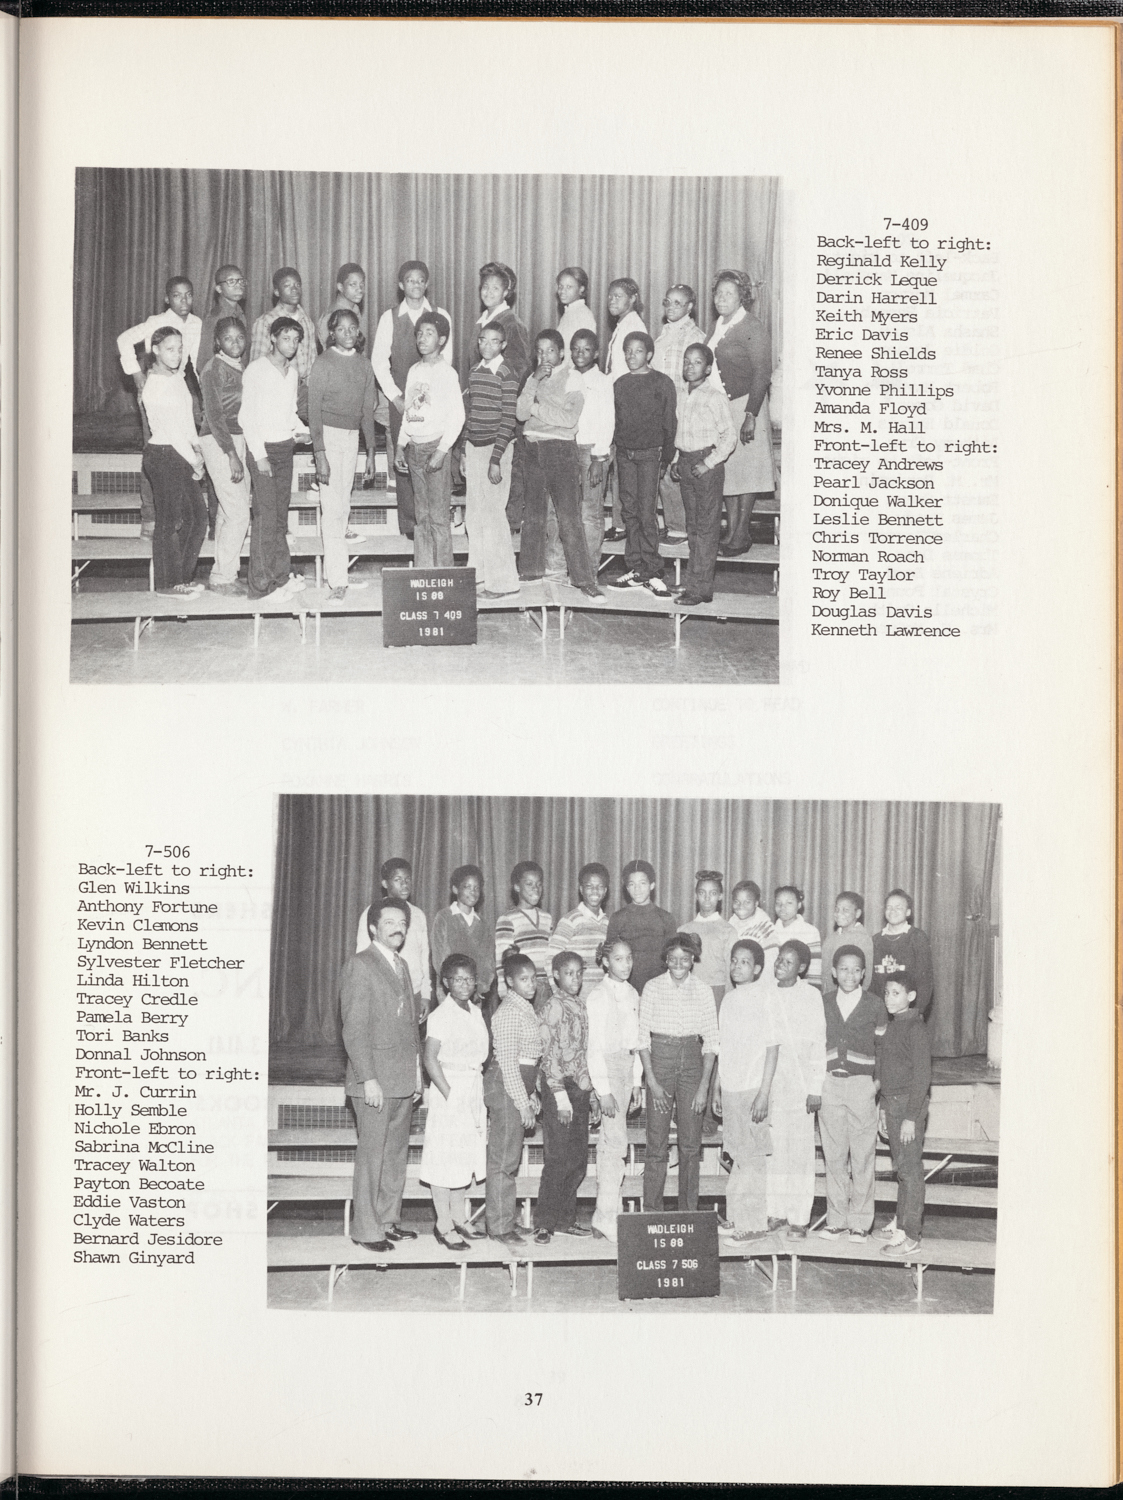 7-409
Back-left to right:
Reginald Kelly
Derrick Leque
Darin Harrell
Keith Myers
Eric Davis
Renee Shields
Tanya Ross
Yvonne Phillips
Amanda Floyd
Mrs. M. Hall
Front-left to right:
Tracey Andrews
Pearl Jackson
Donique Walker
Leslie Bennett
Chris Torrence
Norman Roach
Troy Taylor
Roy Bell
Douglas Davis
Kenneth Lawrence
WADLEIGH
IS 88
CLASS 7 409
1981
7-506
Back-left to right:
Glen Wilkins
Anthony Fortune
Kevin Clemons
Lyndon Bennett
Sylvester Fletcher
Linda Hilton
Tracey Credle
Pamela Berry
Tori Banks
Donnal Johnson
Front-left to right:
Mr. J. Currin
Holly Semble
Nichole Ebron
Sabrina McCline
Tracey Walton
Payton Becoate
Eddie Vaston
Clyde Waters
Bernard Jesidore
Shawn Ginyard
WADLEIGH
IS 88
CLASS 7 506
1981
37